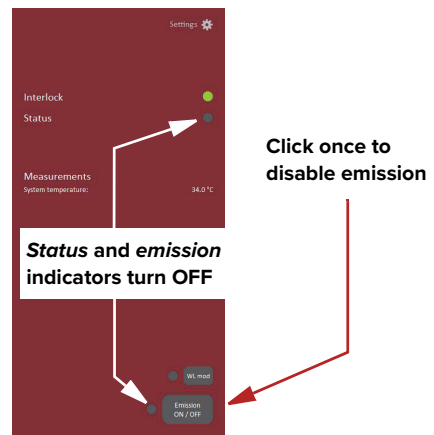 Settings
Interlock
Status
Click once to
disable emission
Measurements
System temperature: 34.0 °C
Status and emission
indicators turn OFF
WL mod
Emission
ON / OFF